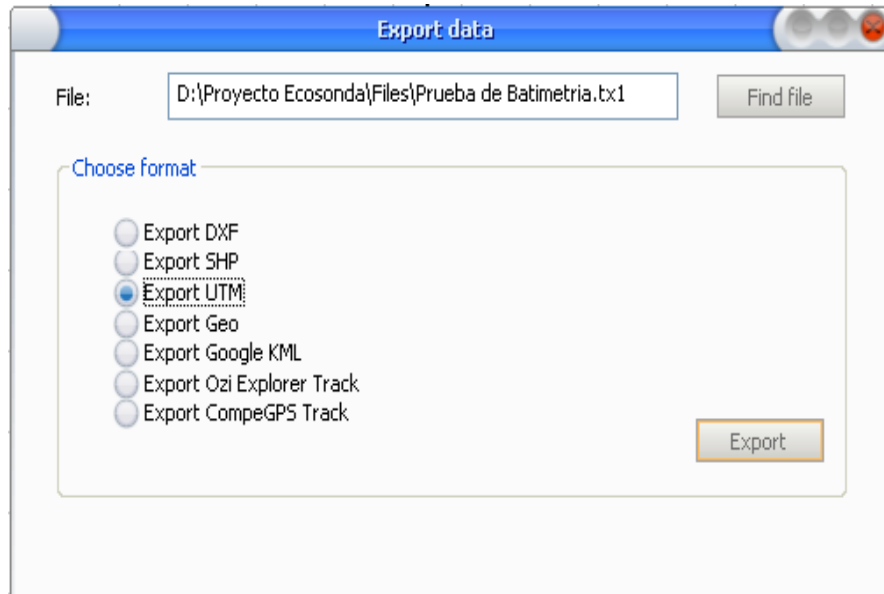 Export data
File: D:\Proyecto Ecosonda\Files\Prueba de Batimetria.tx1 Find file
Choose format
Export DXF
Export SHP
Export UTM
Export Geo
Export Google KML
Export Ozi Explorer Track
Export CompeGPS Track
Export